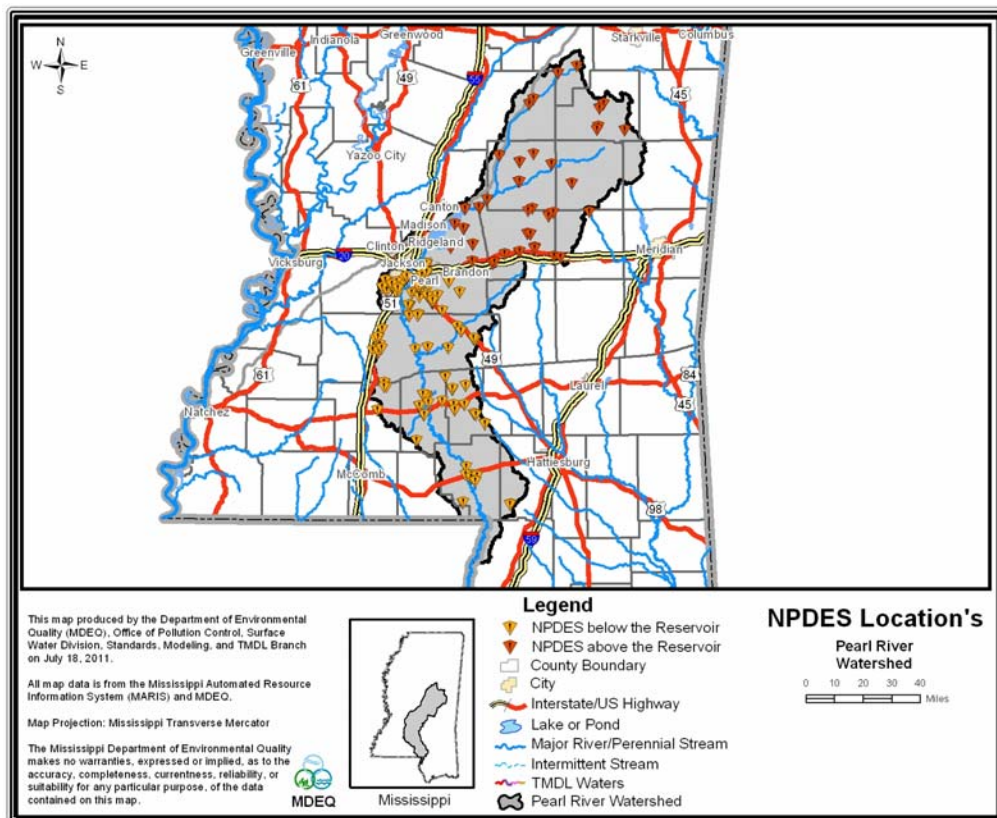 N
W E
S
Greenville
Indianola
Greenwood
Starkville
Columbus
61
49
55
45
Yazoo City
Canton
Madison
Ridgeland
Clinton
Jackson
Vicksburg
20
Brandon
Pearl
Meridian
51
49
61
84
Laurel
45
Natchez
McComb
Hattiesburg
98
59
This map produced by the Department of Environmental
Quality (MDEQ), Office of Pollution Control, Surface
Water Division, Standards, Modeling, and TMDL Branch
on July 18, 2011.
All map data is from the Mississippi Automated Resource
Information System (MARIS) and MDEQ.
Map Projection: Mississippi Transverse Mercator
The Mississippi Department of Environmental Quality
makes no warranties, expressed or implied, as to the
accuracy, completeness, currentness, reliability, or
suitability for any particular purpose, of the data
contained on this map.
MDEQ
Mississippi
Legend
NPDES below the Reservoir
NPDES above the Reservoir
County Boundary
City
Interstate/US Highway
Lake or Pond
Major River/Perennial Stream
Intermittent Stream
TMDL Waters
Pearl River Watershed
NPDES Location's
Pearl River
Watershed
0 10 20 30 40
Miles